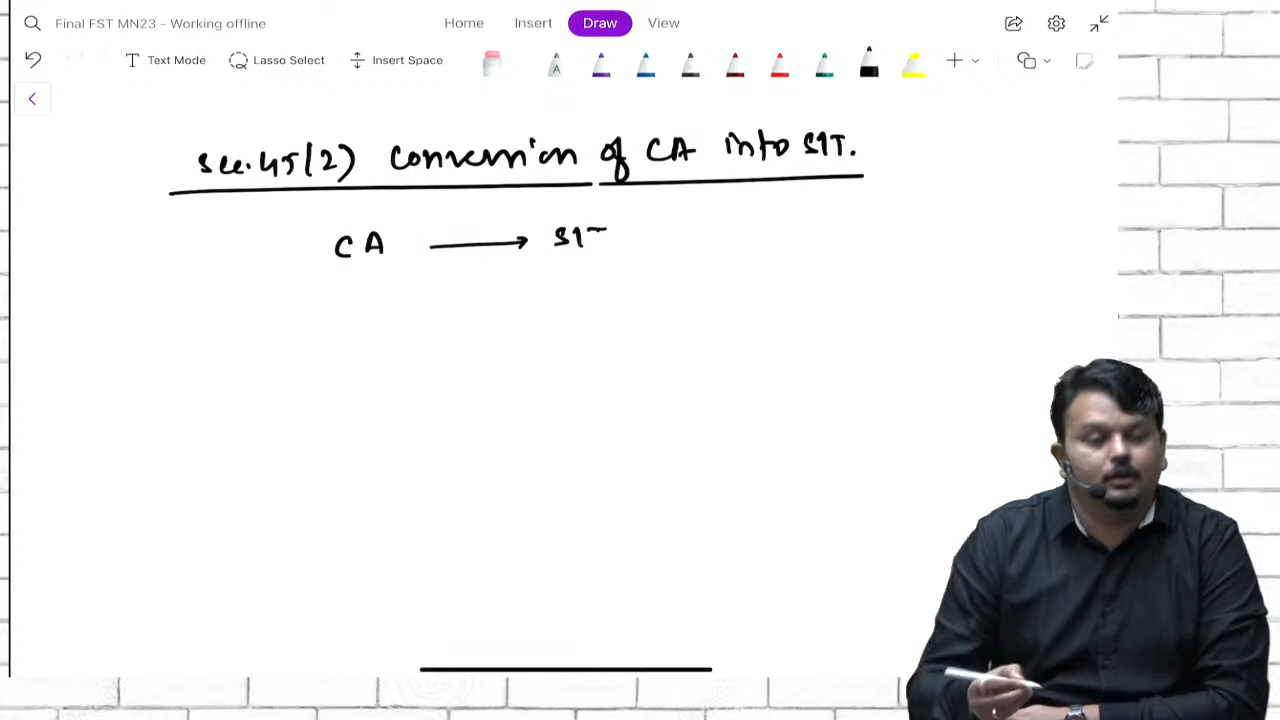 Final FST MN23 - Working offline
Home Insert Draw View
Text Mode Lasso Select Insert Space
A
Sec. 45(2) Conversion of CA into SIT.
CA → SIT